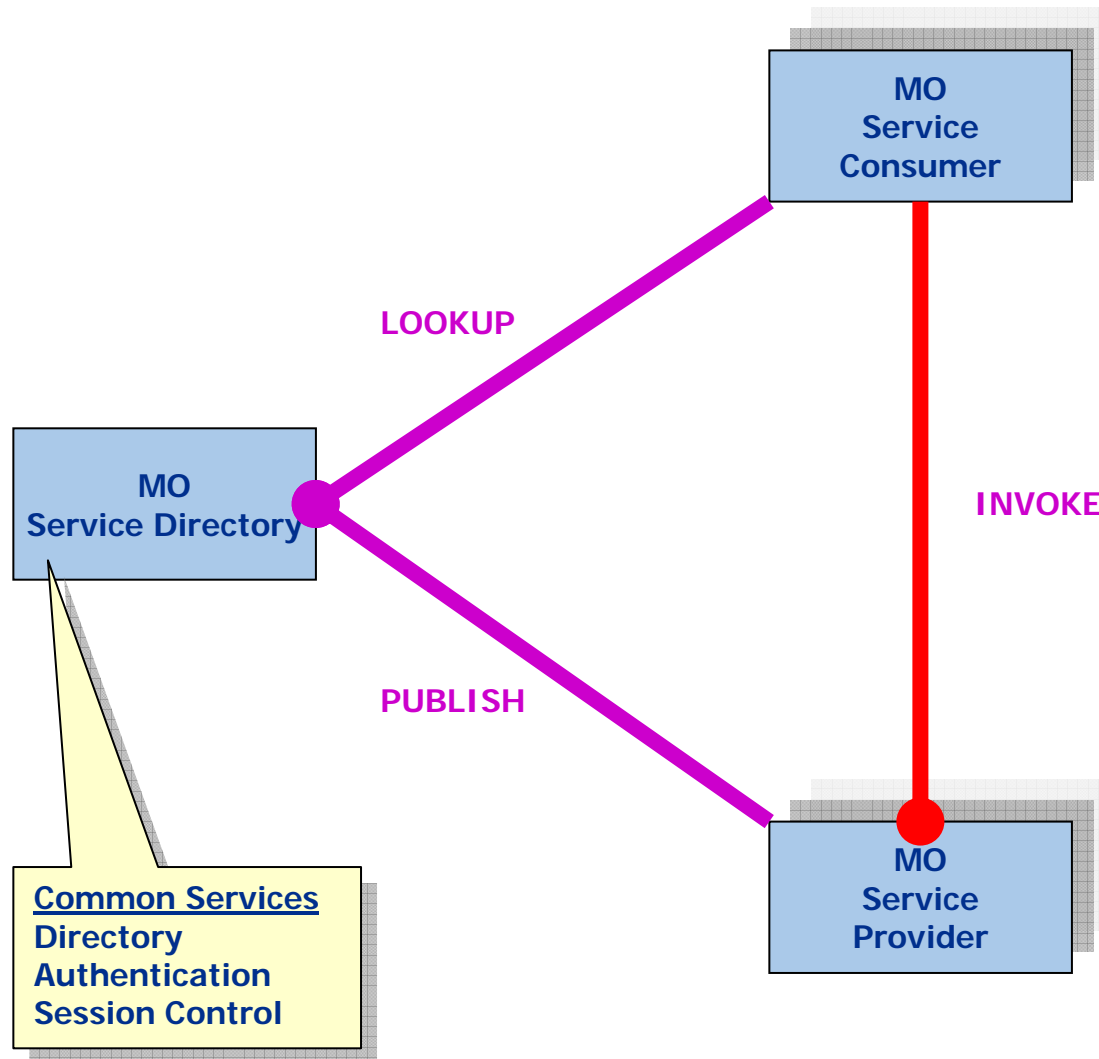 MO
Service
Consumer
LOOKUP
MO
Service Directory
INVOKE
PUBLISH
MO
Service
Provider
Common Services
Directory
Authentication
Session Control